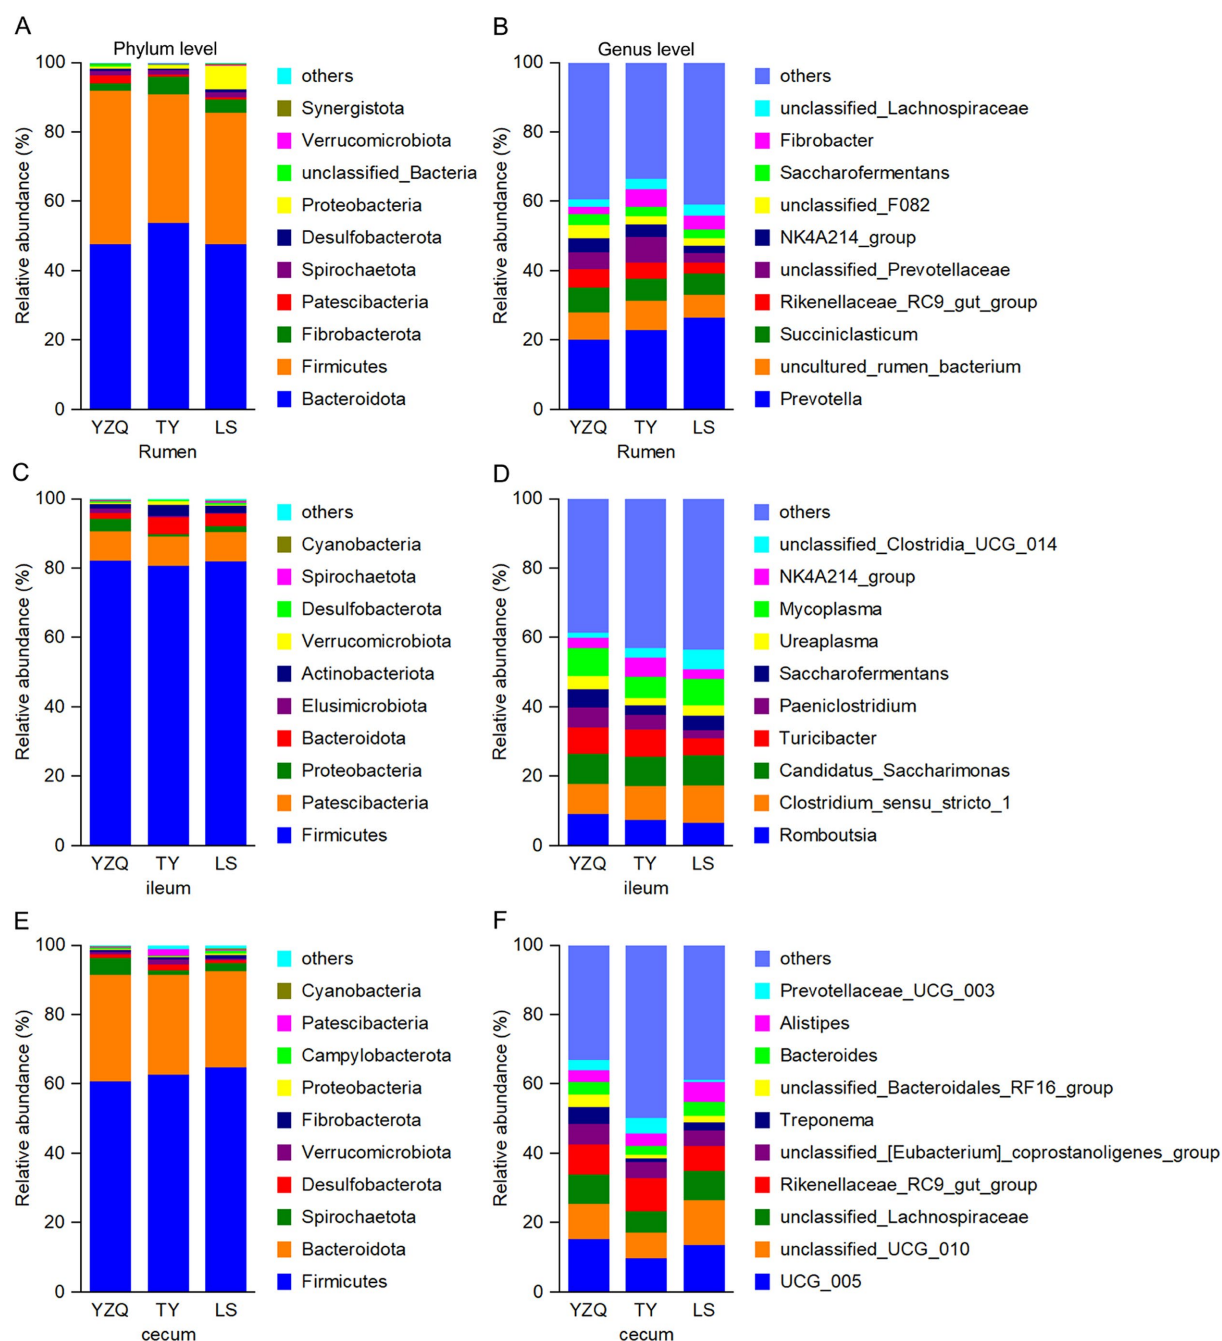 A
Phylum level
Relative abundance (%)
100
80
60
40
20
0
YZQ TY LS
Rumen
others
Synergistota
Verrucomicrobiota
unclassified_Bacteria
Proteobacteria
Desulfobacterota
Spirochaetota
Patescibacteria
Fibrobacterota
Firmicutes
Bacteroidota
B
Genus level
Relative abundance (%)
100
80
60
40
20
0
YZQ TY LS
Rumen
others
unclassified_Lachnospiraceae
Fibrobacter
Saccharofermentans
unclassified_F082
NK4A214_group
unclassified_Prevotellaceae
Rikenellaceae_RC9_gut_group
Succiniclasticum
uncultured_rumen_bacterium
Prevotella
C
Relative abundance (%)
100
80
60
40
20
0
YZQ TY LS
ileum
others
Cyanobacteria
Spirochaetota
Desulfobacterota
Verrucomicrobiota
Actinobacteriota
Elusimicrobiota
Bacteroidota
Proteobacteria
Patescibacteria
Firmicutes
D
Relative abundance (%)
100
80
60
40
20
0
YZQ TY LS
ileum
others
unclassified_Clostridia_UCG_014
NK4A214_group
Mycoplasma
Ureaplasma
Saccharofermentans
Paeniclostridium
Turicibacter
Candidatus_Saccharimonas
Clostridium_sensu_stricto_1
Romboutsia
E
Relative abundance (%)
100
80
60
40
20
0
YZQ TY LS
cecum
others
Cyanobacteria
Patescibacteria
Campylobacterota
Proteobacteria
Fibrobacterota
Verrucomicrobiota
Desulfobacterota
Spirochaetota
Bacteroidota
Firmicutes
F
Relative abundance (%)
100
80
60
40
20
0
YZQ TY LS
cecum
others
Prevotellaceae_UCG_003
Alistipes
Bacteroides
unclassified_Bacteroidales_RF16_group
Treponema
unclassified_[Eubacterium]_coprostanoligenes_group
Rikenellaceae_RC9_gut_group
unclassified_Lachnospiraceae
unclassified_UCG_010
UCG_005